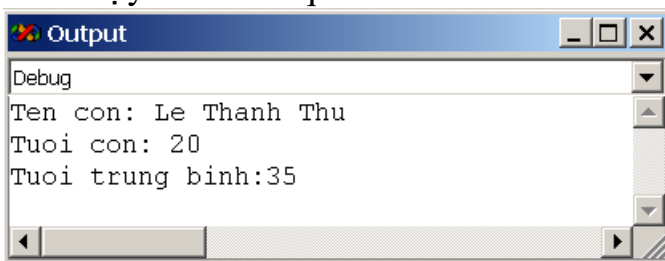 Output
Debug
Ten con: Le Thanh Thu
Tuoi con: 20
Tuoi trung binh:35